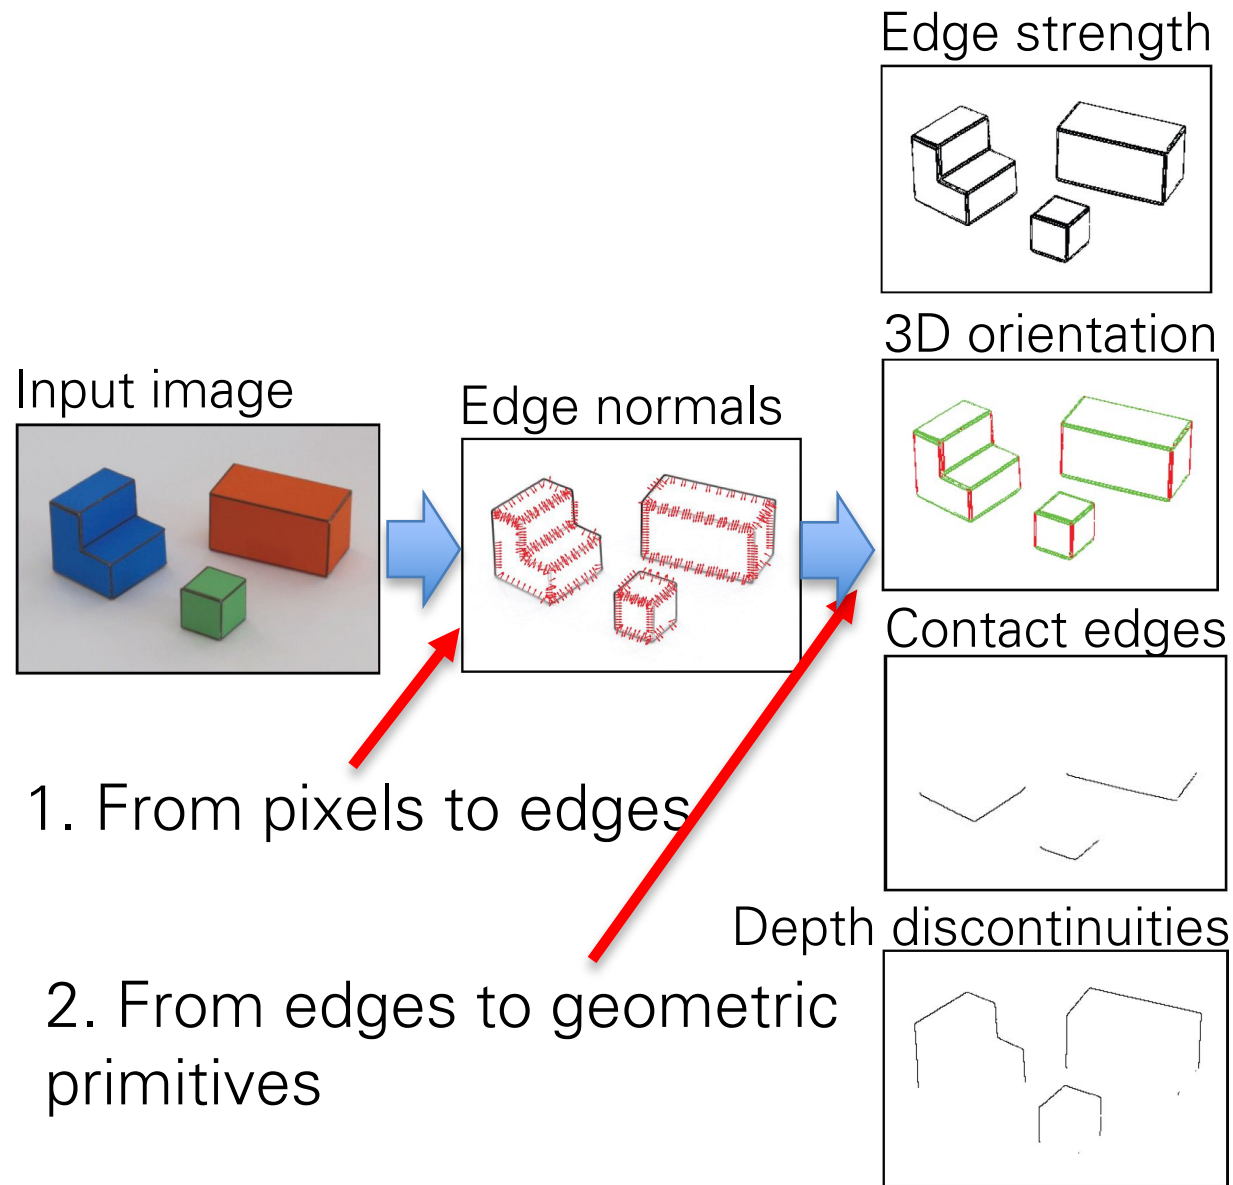 Edge strength
3D orientation
Input image
Edge normals
Contact edges
1. From pixels to edges
Depth discontinuities
2. From edges to geometric
primitives